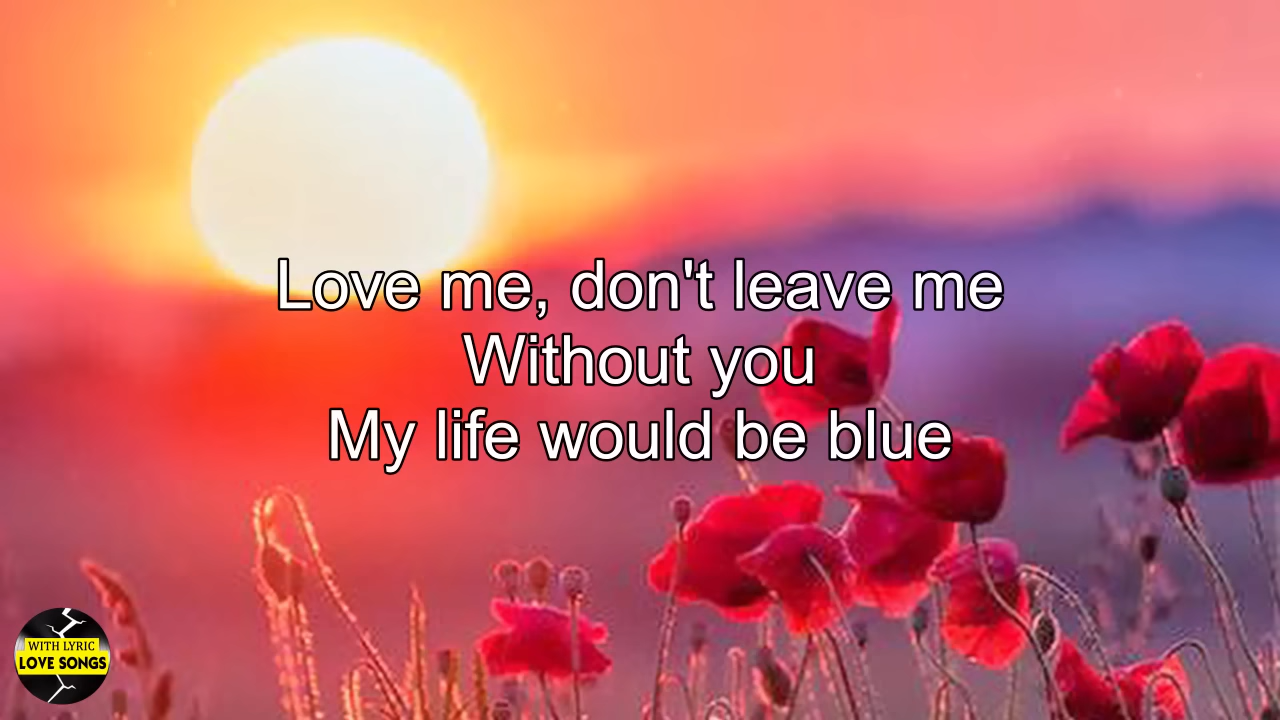 Love me, don't leave me
Without you
My life would be blue
WITH LYRIC
LOVE SONGS